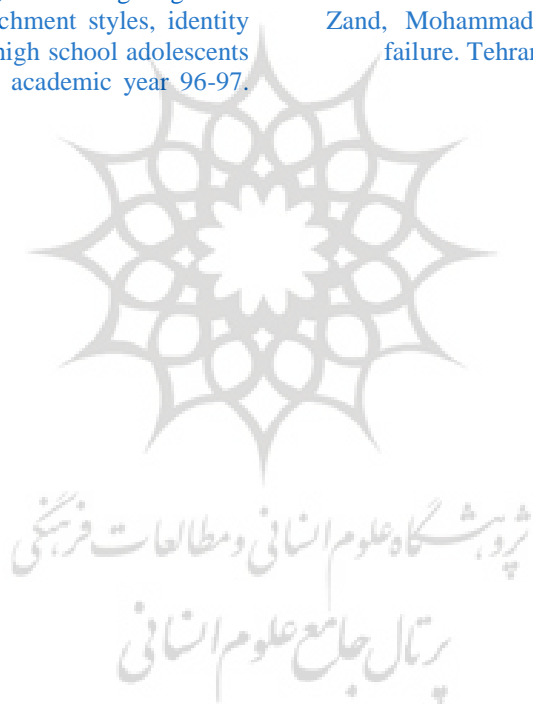 chment styles, identity
high school adolescents
academic year 96-97.
Zand, Mohammad
failure. Tehran
پژوهشگاه علوم انسانی و مطالعات فرهنگی
پرتال جامع علوم انسانی